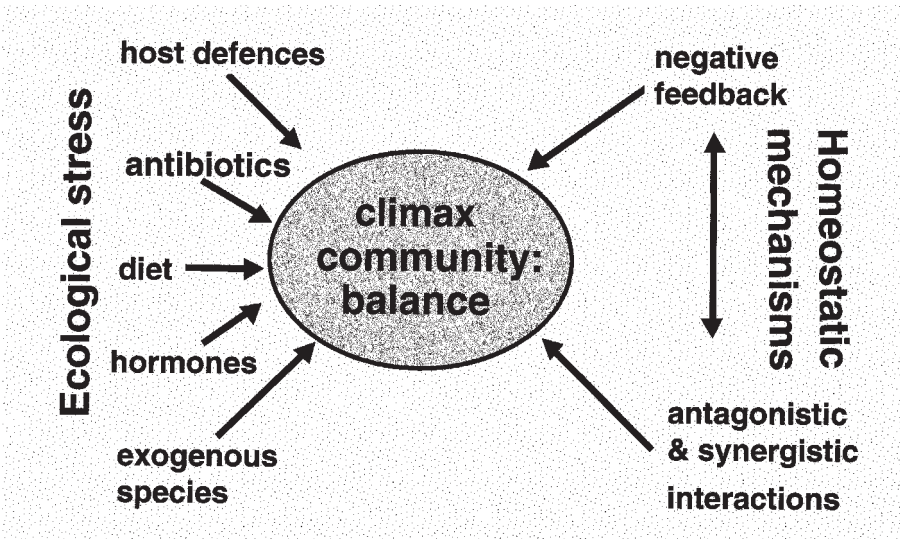 Ecological stress
host defences
antibiotics
diet
hormones
exogenous
species
climax
community:
balance
negative
feedback
Homeostatic
mechanisms
antagonistic
& synergistic
interactions